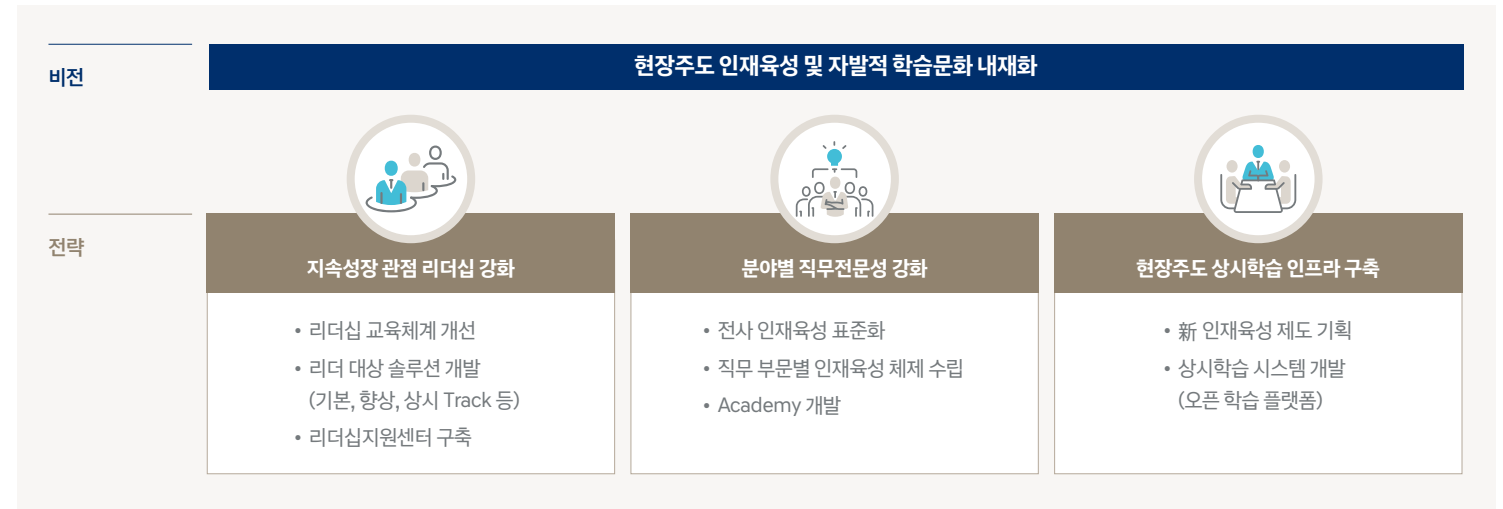 비전
현장주도 인재육성 및 자발적 학습문화 내재화
전략
지속성장 관점 리더십 강화
• 리더십 교육체계 개선
• 리더 대상 솔루션 개발
(기본, 향상, 상시 Track 등)
• 리더십지원센터 구축
분야별 직무전문성 강화
• 전사 인재육성 표준화
• 직무 부문별 인재육성 체제 수립
• Academy 개발
현장주도 상시학습 인프라 구축
• 新 인재육성 제도 기획
• 상시학습 시스템 개발
(오픈 학습 플랫폼)